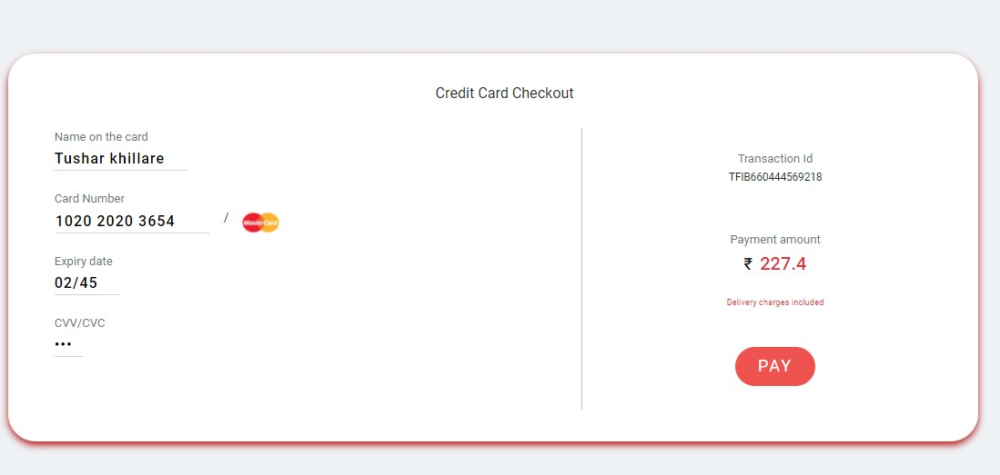 Credit Card Checkout
Name on the card
Tushar khillare
Card Number
1020 2020 3654 / MasterCard
Expiry date
02/45
CVV/CVC
•••
Transaction Id
TFIB660444569218
Payment amount
₹ 227.4
Delivery charges included
PAY